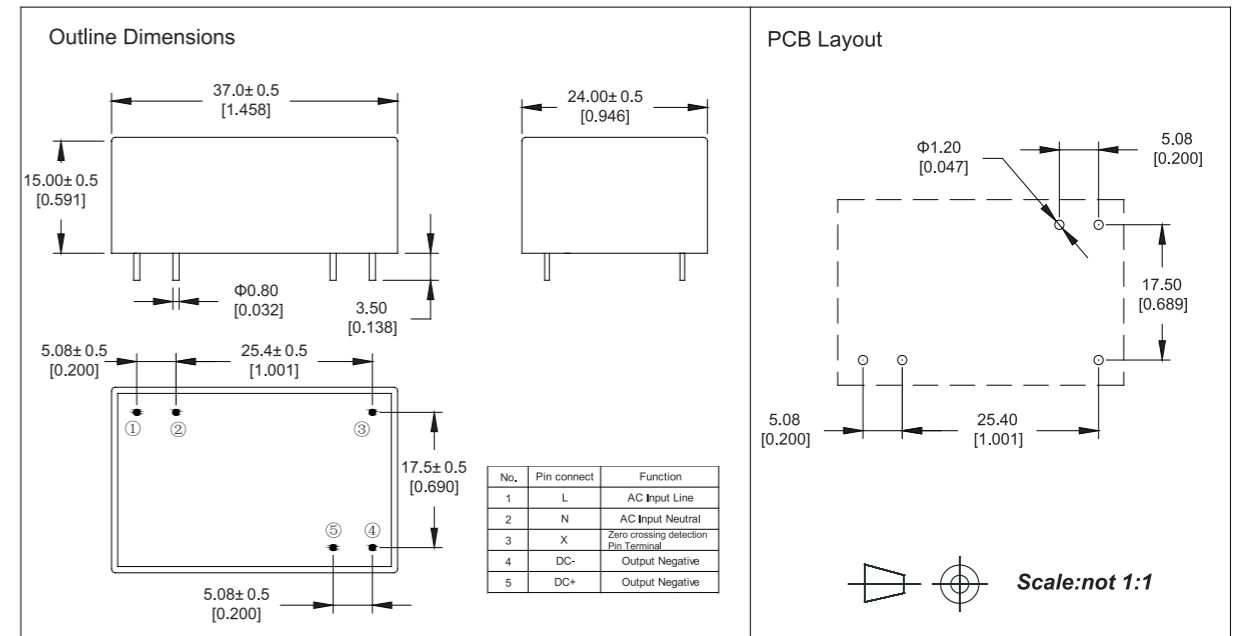 Outline Dimensions
37.0± 0.5
[1.458]
15.00± 0.5
[0.591]
Φ0.80
[0.032]
3.50
[0.138]
24.00± 0.5
[0.946]
5.08± 0.5
[0.200]
25.4± 0.5
[1.001]
① ② ③
17.5± 0.5
[0.690]
⑤ ④
5.08± 0.5
[0.200]
No. Pin connect Function
1 L AC Input Line
2 N AC Input Neutral
3 X Zero crossing detection
Pin Terminal
4 DC- Output Negative
5 DC+ Output Negative
PCB Layout
Φ1.20
[0.047]
5.08
[0.200]
17.50
[0.689]
5.08
[0.200]
25.40
[1.001]
Scale:not 1:1